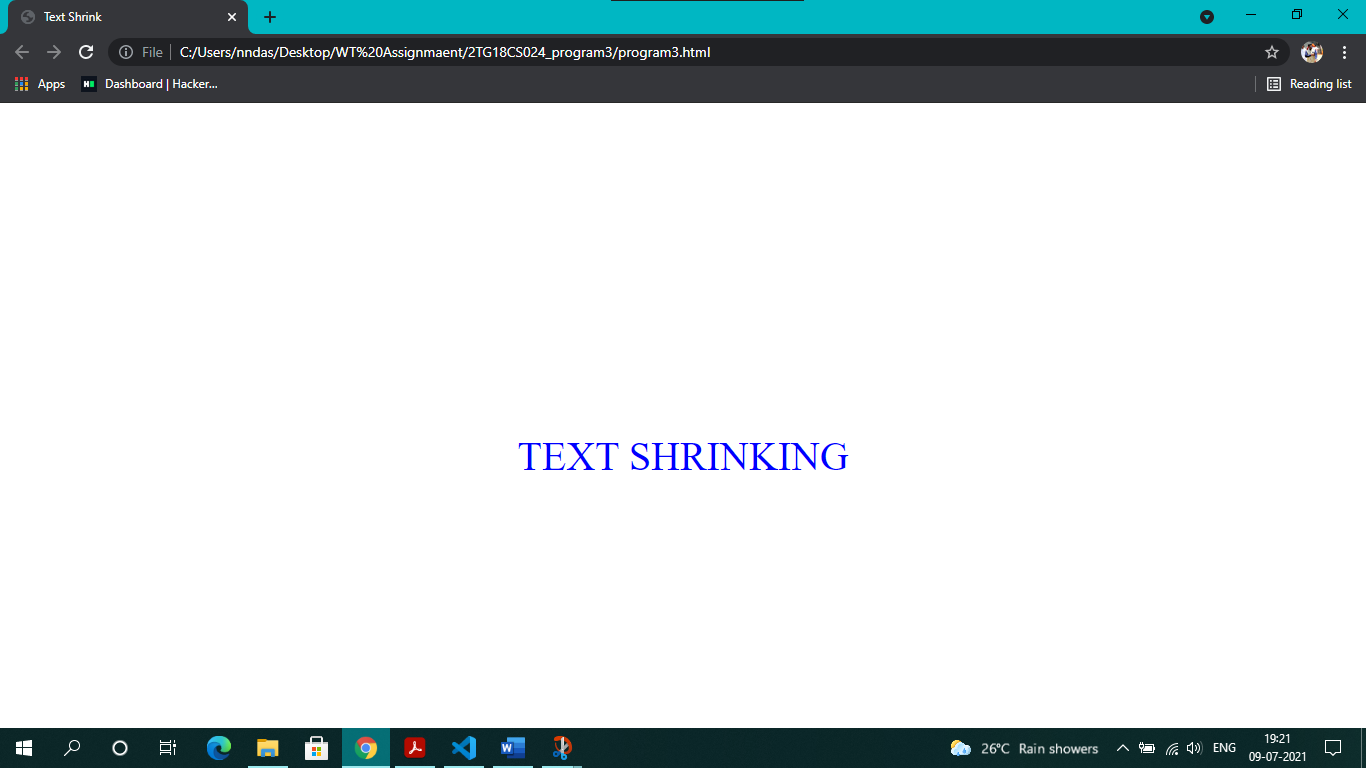 Text Shrink
File C:/Users/nndas/Desktop/WT%20Assignmaent/2TG18CS024_program3/program3.html
Apps Dashboard | Hacker... Reading list
TEXT SHRINKING
26°C Rain showers ENG 19:21
09-07-2021